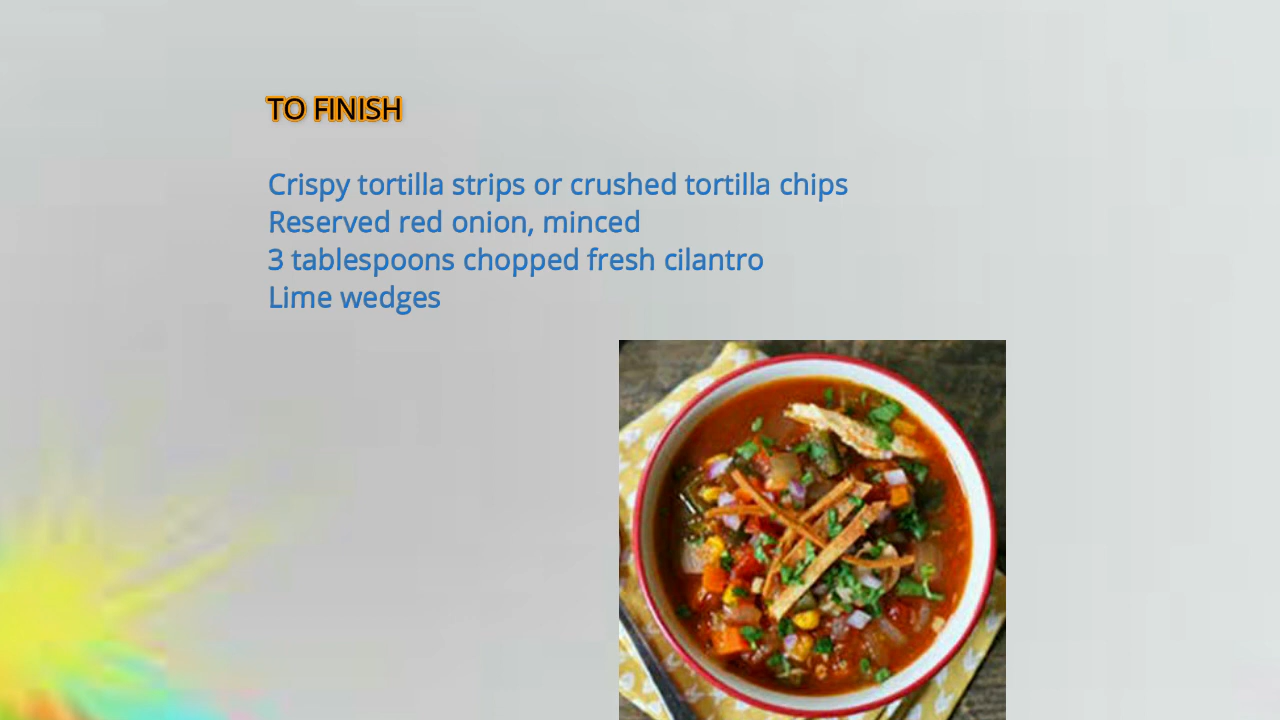 TO FINISH
Crispy tortilla strips or crushed tortilla chips
Reserved red onion, minced
3 tablespoons chopped fresh cilantro
Lime wedges